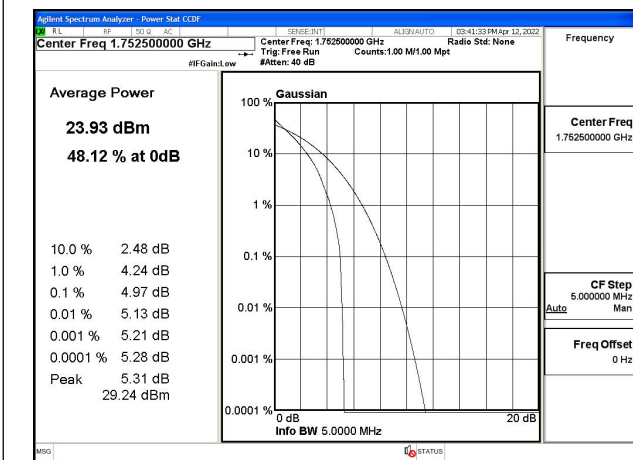 Agilent Spectrum Analyzer - Power Stat CCDF
LXI RL RF 50 Ω AC SENSE:INT ALIGN AUTO 03:41:33 PM Apr 12, 2022
Center Freq 1.752500000 GHz
Center Freq: 1.752500000 GHz Radio Std: None
Trig: Free Run Counts:1.00 M/1.00 Mpt
#IFGain:Low #Atten: 40 dB
Average Power
23.93 dBm
48.12 % at 0dB
10.0 % 2.48 dB
1.0 % 4.24 dB
0.1 % 4.97 dB
0.01 % 5.13 dB
0.001 % 5.21 dB
0.0001 % 5.28 dB
Peak 5.31 dB
29.24 dBm
Gaussian
100 %
10 %
1 %
0.1 %
0.01 %
0.001 %
0.0001 %
0 dB 20 dB
Info BW 5.0000 MHz
Frequency
Center Freq
1.752500000 GHz
CF Step
5.000000 MHz
Auto Man
Freq Offset
0 Hz
MSG STATUS